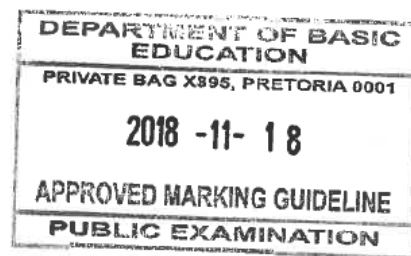 DEPARTMENT OF BASIC
EDUCATION
PRIVATE BAG X895, PRETORIA 0001
2018 -11- 18
APPROVED MARKING GUIDELINE
PUBLIC EXAMINATION